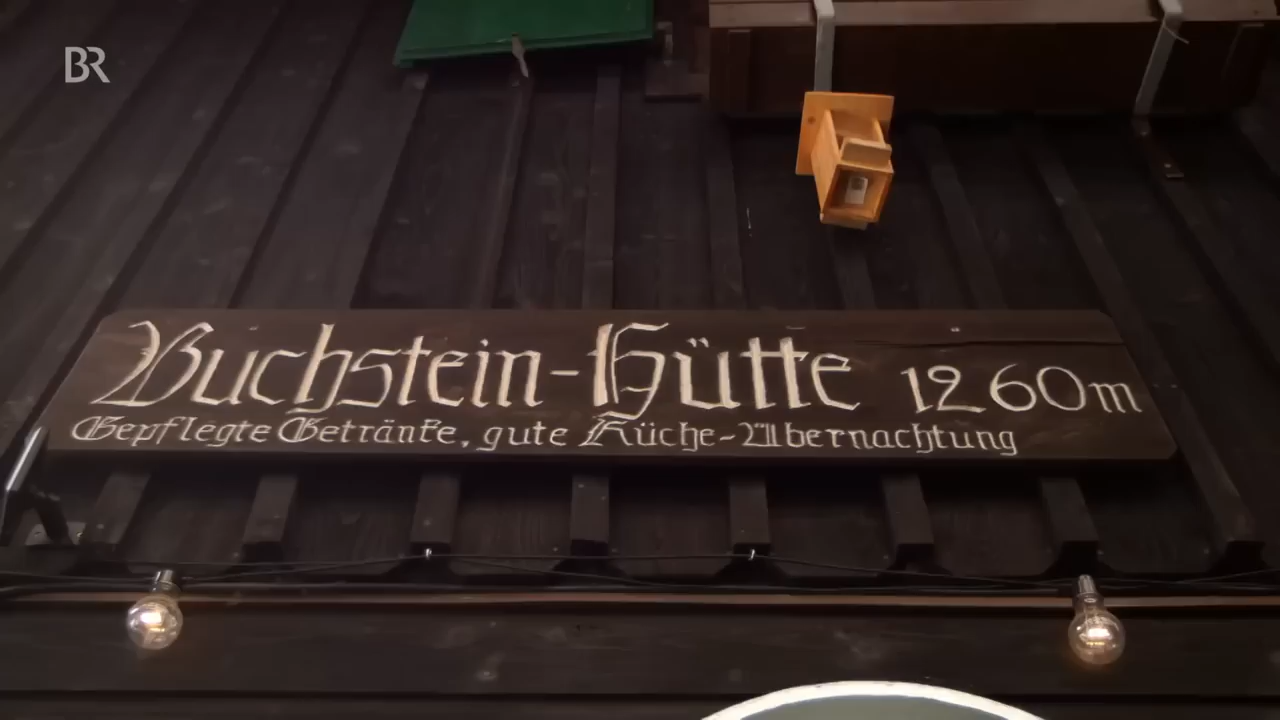 BR
Buchstein-Hütte 1260m
Gepflegte Getränke, gute Küche-Übernachtung